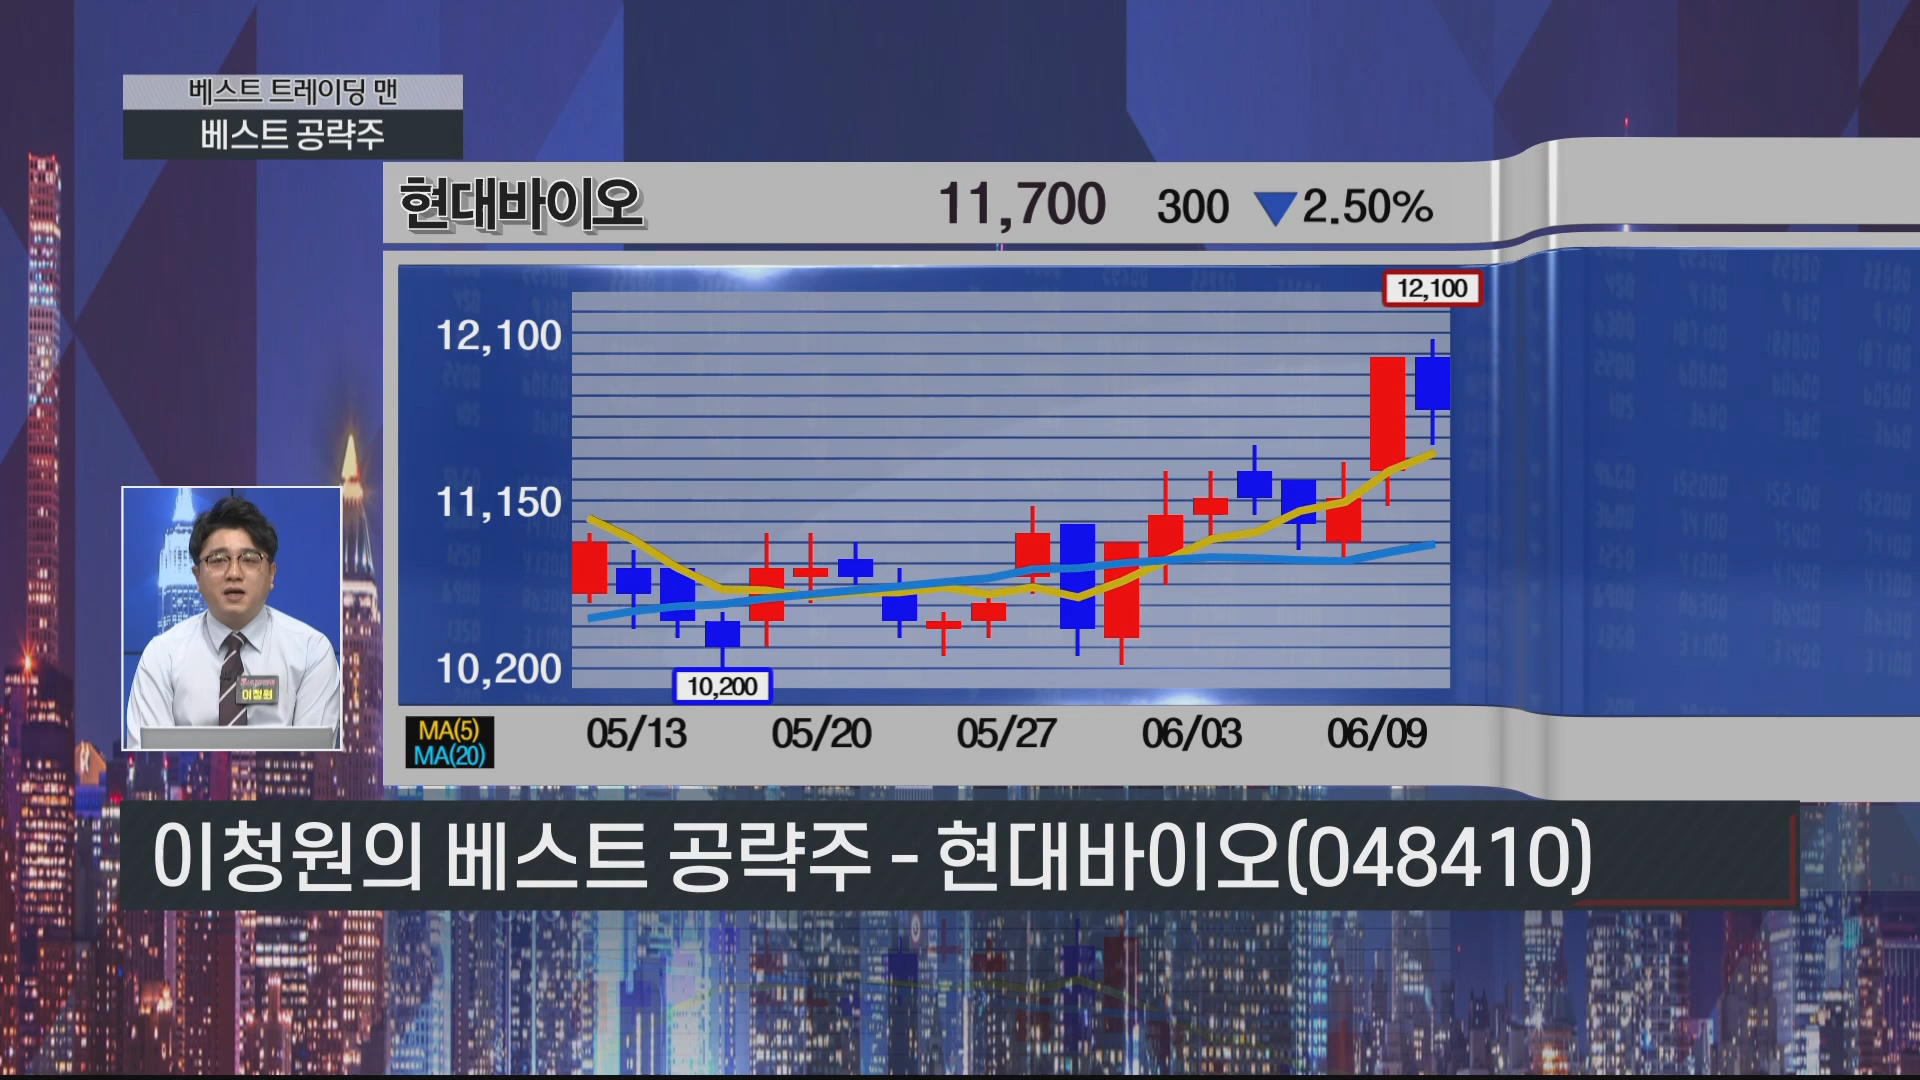 베스트 트레이딩 맨
베스트 공략주
현대바이오 11,700 300 ▼2.50%
12,100
12,100
11,150
10,200
10,200
MA(5)
MA(20)
05/13 05/20 05/27 06/03 06/09
이청원
이청원의 베스트 공략주 - 현대바이오(048410)